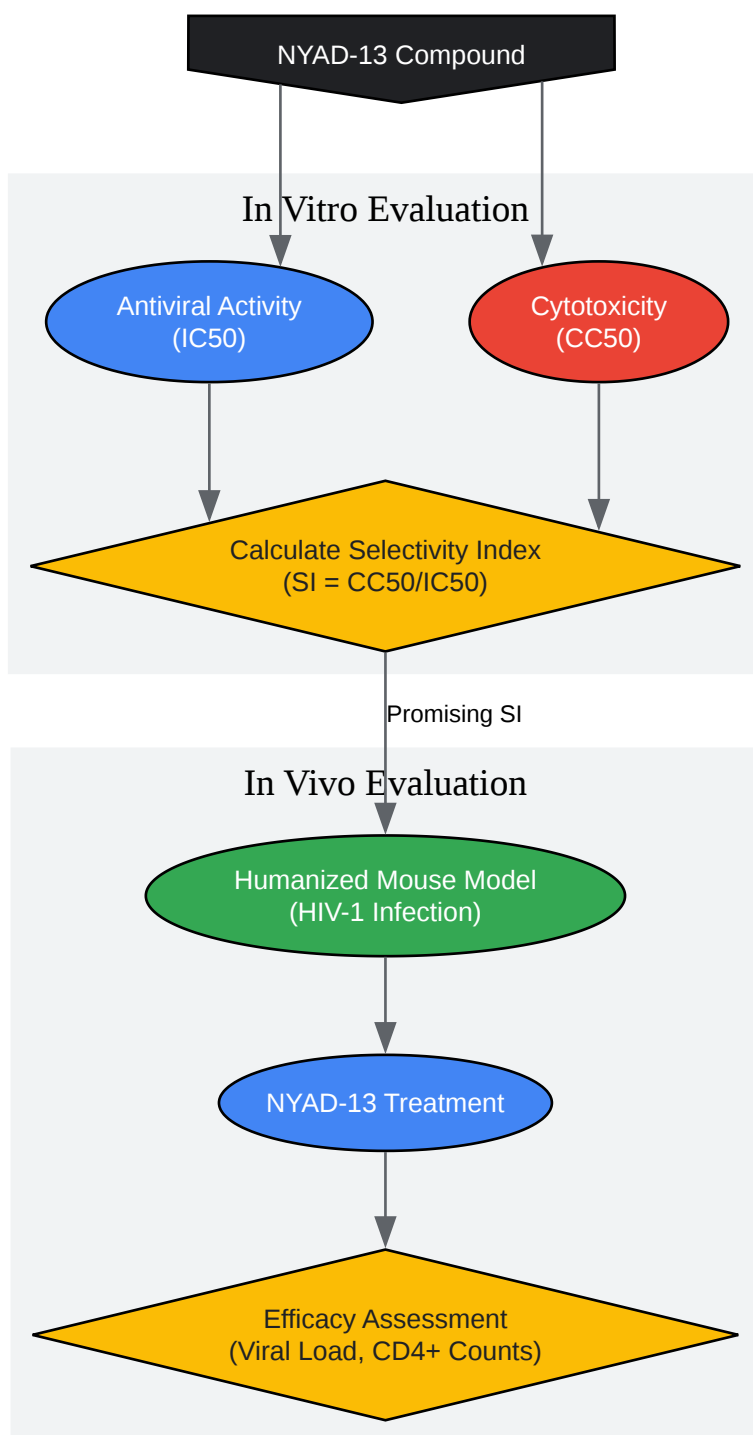 NYAD-13 Compound
In Vitro Evaluation
Antiviral Activity
(IC50)
Cytotoxicity
(CC50)
Calculate Selectivity Index
(SI = CC50/IC50)
Promising SI
In Vivo Evaluation
Humanized Mouse Model
(HIV-1 Infection)
NYAD-13 Treatment
Efficacy Assessment
(Viral Load, CD4+ Counts)